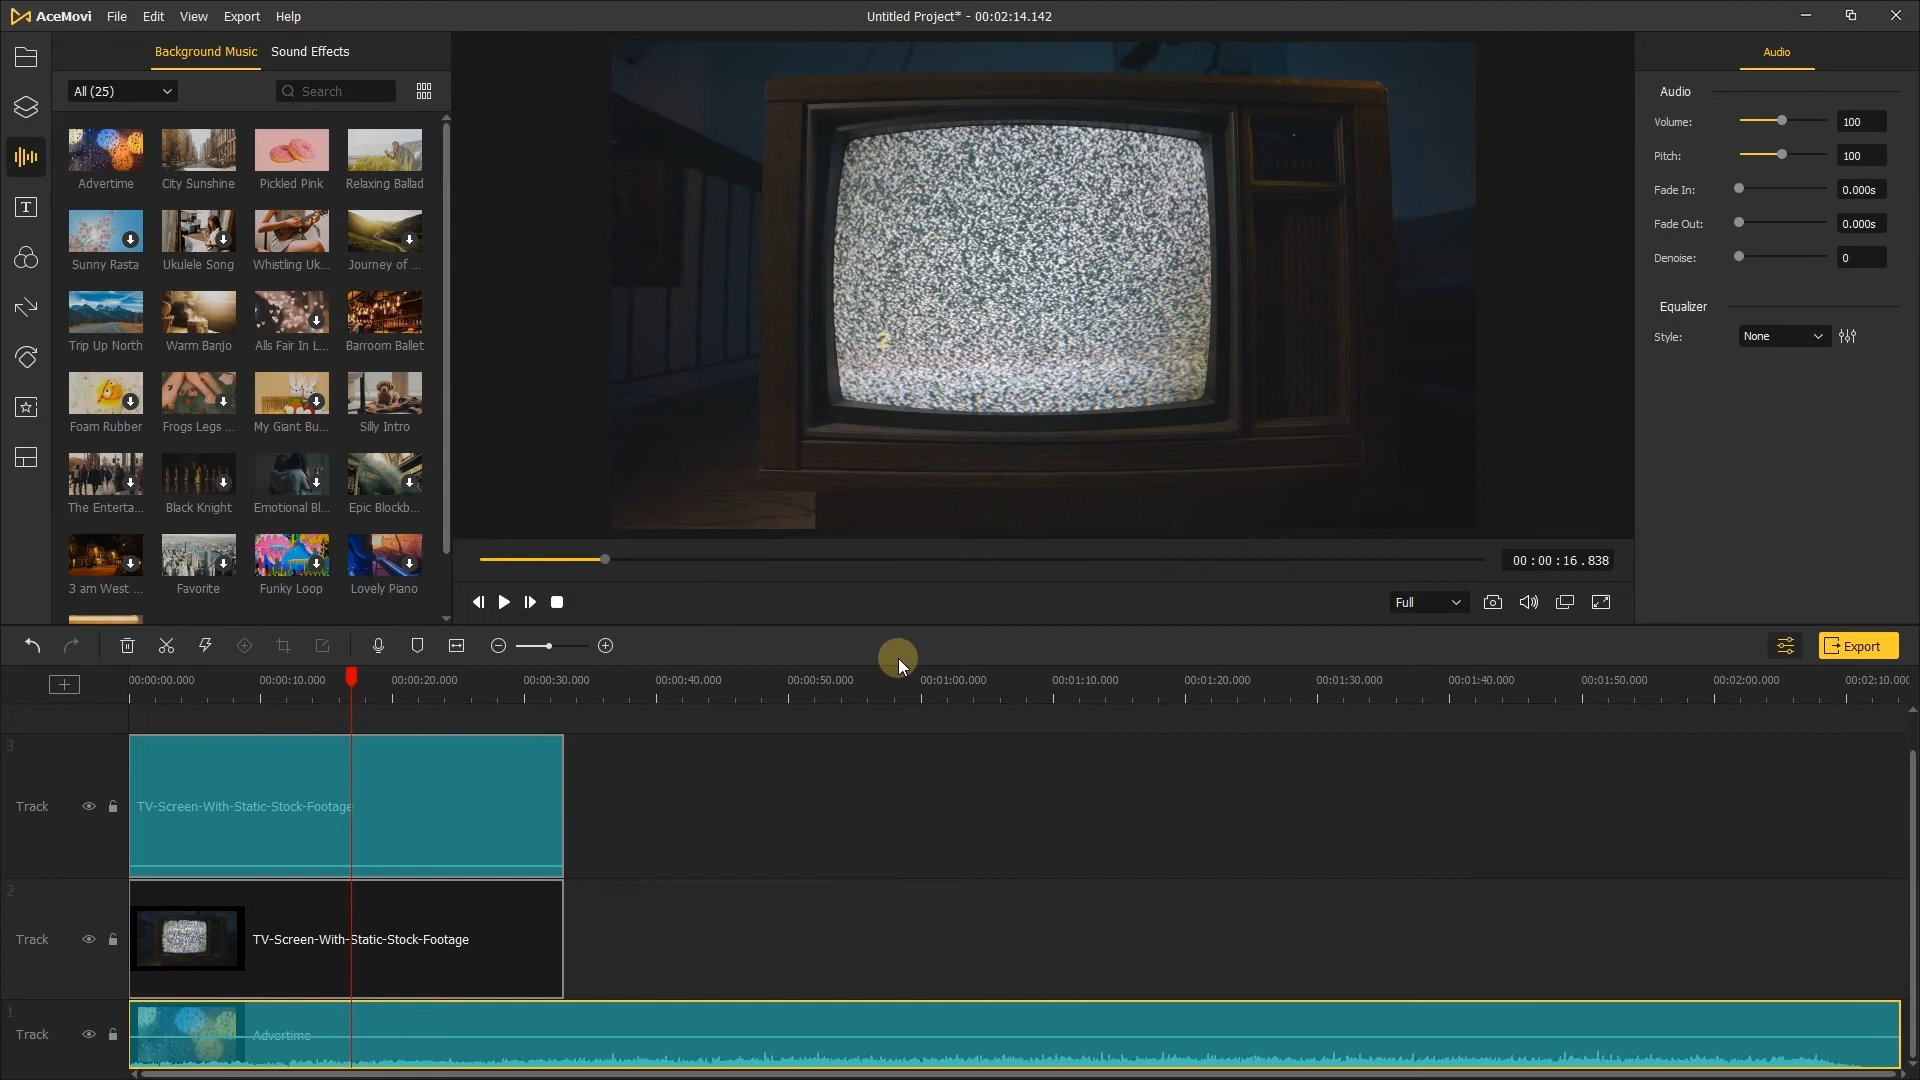 AceMovi File Edit View Export Help
Untitled Project* - 00:02:14.142
Background Music Sound Effects
All (25)
Search
Advertime City Sunshine Pickled Pink Relaxing Ballad
Sunny Rasta Ukulele Song Whistling Uk... Journey of ...
Trip Up North Warm Banjo Alls Fair In L... Barroom Ballet
Foam Rubber Frogs Legs ... My Giant Bu... Silly Intro
The Enterta... Black Knight Emotional Bl... Epic Blockb...
3 am West ... Favorite Funky Loop Lovely Piano
2
00 : 00 : 16 . 838
Full
Audio
Audio
Volume: 100
Pitch: 100
Fade In: 0.000s
Fade Out: 0.000s
Denoise: 0
Equalizer
Style: None
Export
00:00:00.000 00:00:10.000 00:00:20.000 00:00:30.000 00:00:40.000 00:00:50.000 00:01:00.000 00:01:10.000 00:01:20.000 00:01:30.000 00:01:40.000 00:01:50.000 00:02:00.000 00:02:10.000
3
Track
TV-Screen-With-Static-Stock-Footage
2
Track
TV-Screen-With-Static-Stock-Footage
1
Track
Advertime